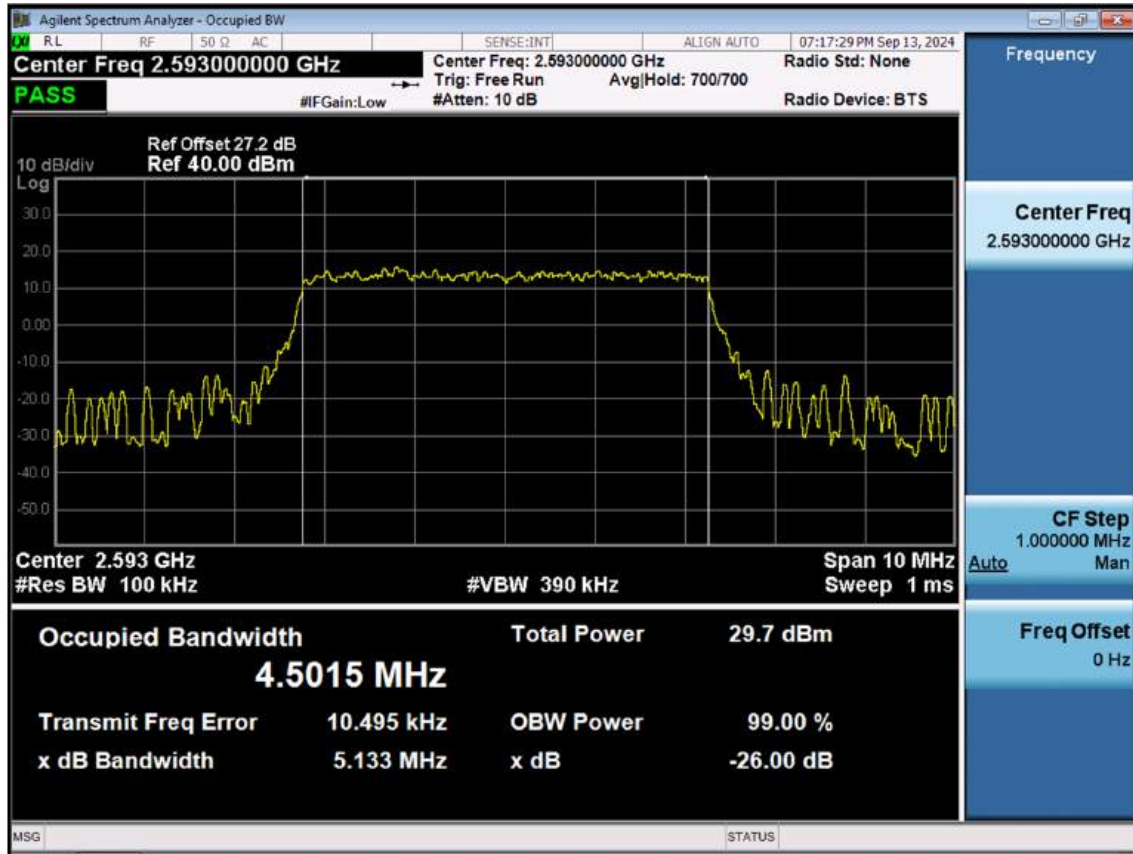 Agilent Spectrum Analyzer - Occupied BW
RL RF 50 Ω AC SENSE:INT ALIGN AUTO 07:17:29 PM Sep 13, 2024
Center Freq 2.593000000 GHz
PASS
#IFGain:Low
Center Freq: 2.593000000 GHz
Trig: Free Run Avg|Hold: 700/700
#Atten: 10 dB
Radio Std: None
Radio Device: BTS
Ref Offset 27.2 dB
10 dB/div Ref 40.00 dBm
Log
30.0
20.0
10.0
0.00
-10.0
-20.0
-30.0
-40.0
-50.0
Center 2.593 GHz Span 10 MHz
#Res BW 100 kHz #VBW 390 kHz Sweep 1 ms
Occupied Bandwidth Total Power 29.7 dBm
4.5015 MHz
Transmit Freq Error 10.495 kHz OBW Power 99.00 %
x dB Bandwidth 5.133 MHz x dB -26.00 dB
MSG STATUS
Frequency
Center Freq
2.593000000 GHz
CF Step
1.000000 MHz
Auto Man
Freq Offset
0 Hz